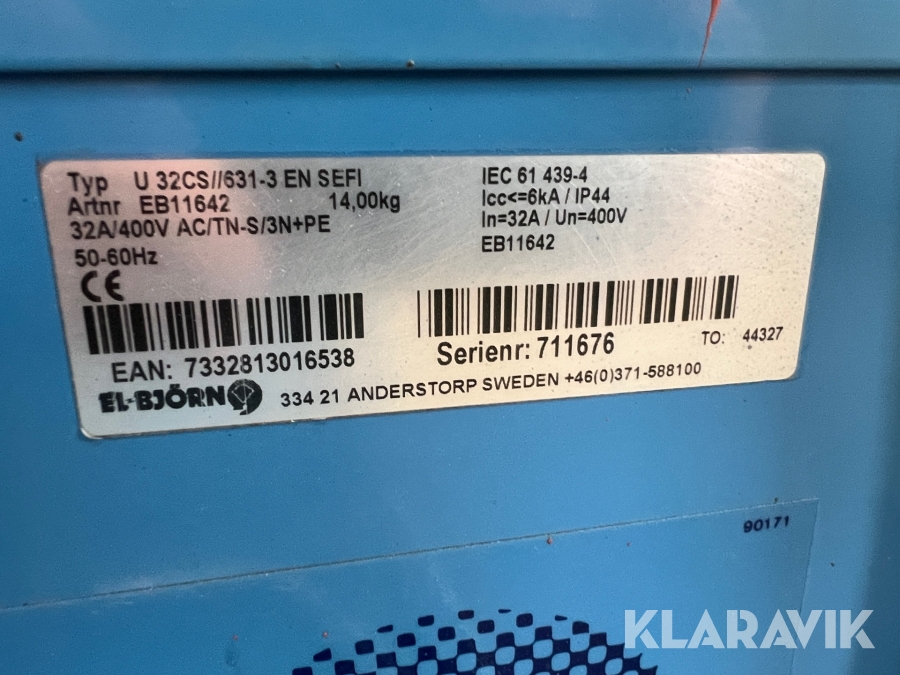 Typ U 32CS//631-3 EN SEFI
Artnr EB11642 14,00kg
32A/400V AC/TN-S/3N+PE
50-60Hz
CE
IEC 61 439-4
Icc<=6kA / IP44
In=32A / Un=400V
EB11642
EAN: 7332813016538
Serienr: 711676
TO: 44327
EL-BJÖRN
334 21 ANDERSTORP SWEDEN +46(0)371-588100
90171
KLARAVIK